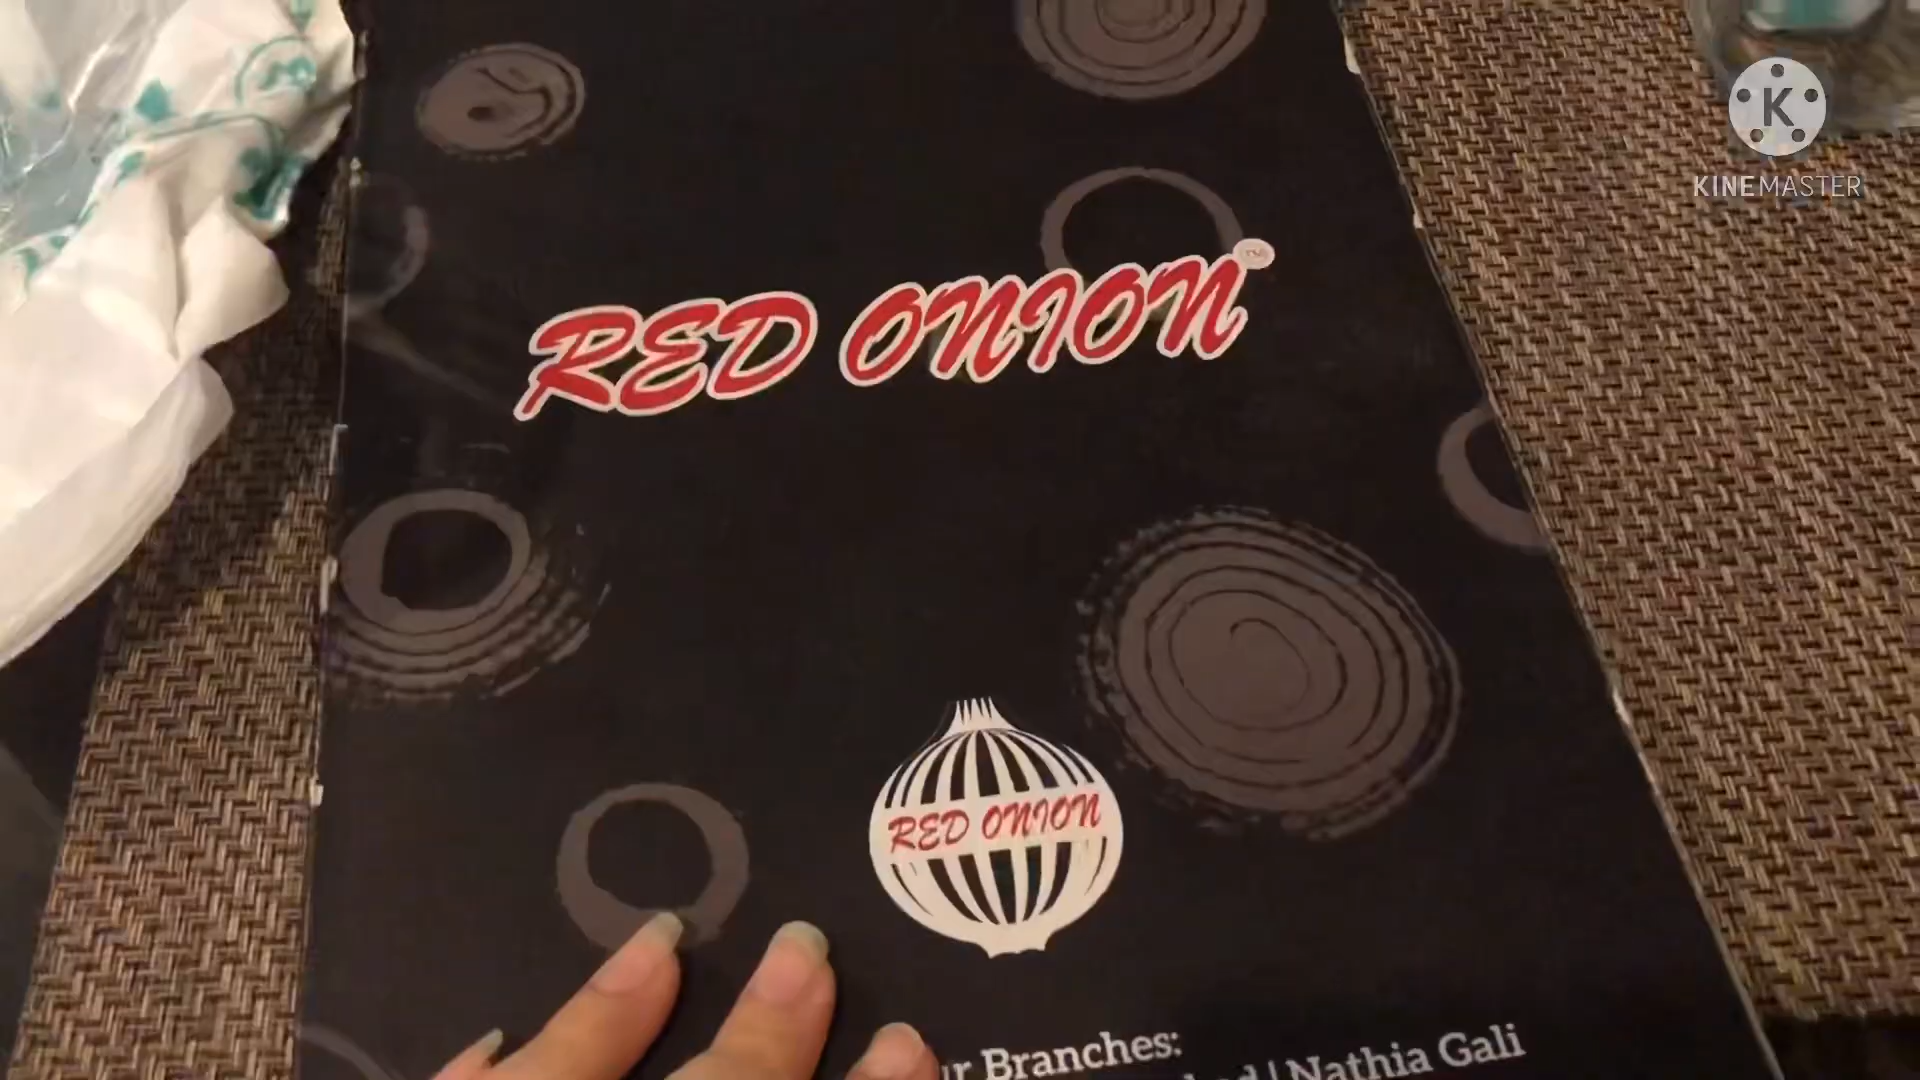 K
KINEMASTER
RED ONION
RED ONION
Branches:
| Nathia Gali